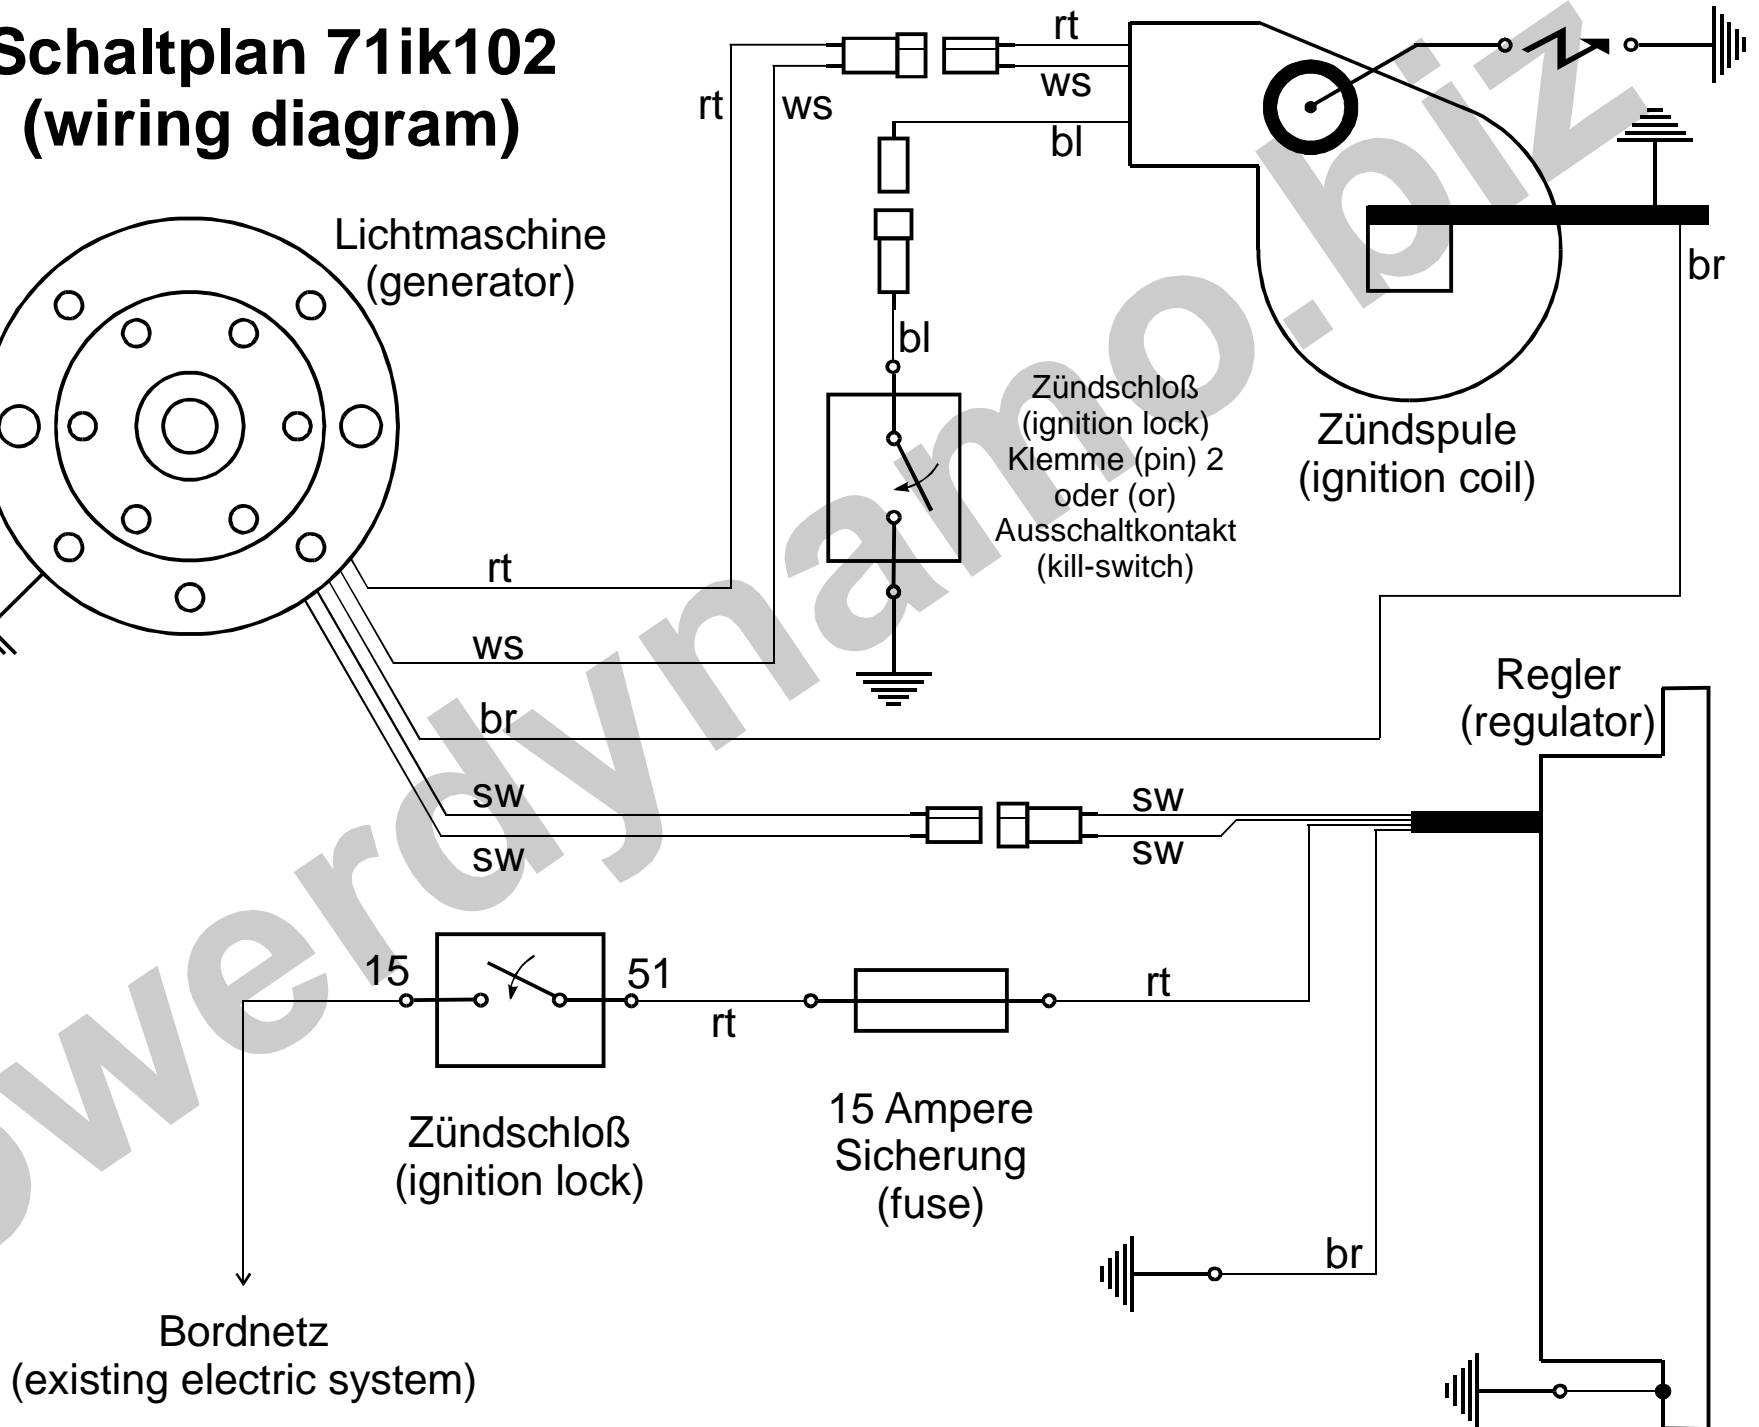 Schaltplan 71ik102
(wiring diagram)
rt
ws
rt
ws
bl
Lichtmaschine
(generator)
br
bl
Zündschloß
(ignition lock)
Klemme (pin) 2
oder (or)
Ausschaltkontakt
(kill-switch)
Zündspule
(ignition coil)
rt
ws
br
Regler
(regulator)
sw
sw
sw
sw
15
51
rt
rt
Zündschloß
(ignition lock)
15 Ampere
Sicherung
(fuse)
br
Bordnetz
(existing electric system)
owerdynamo.biz